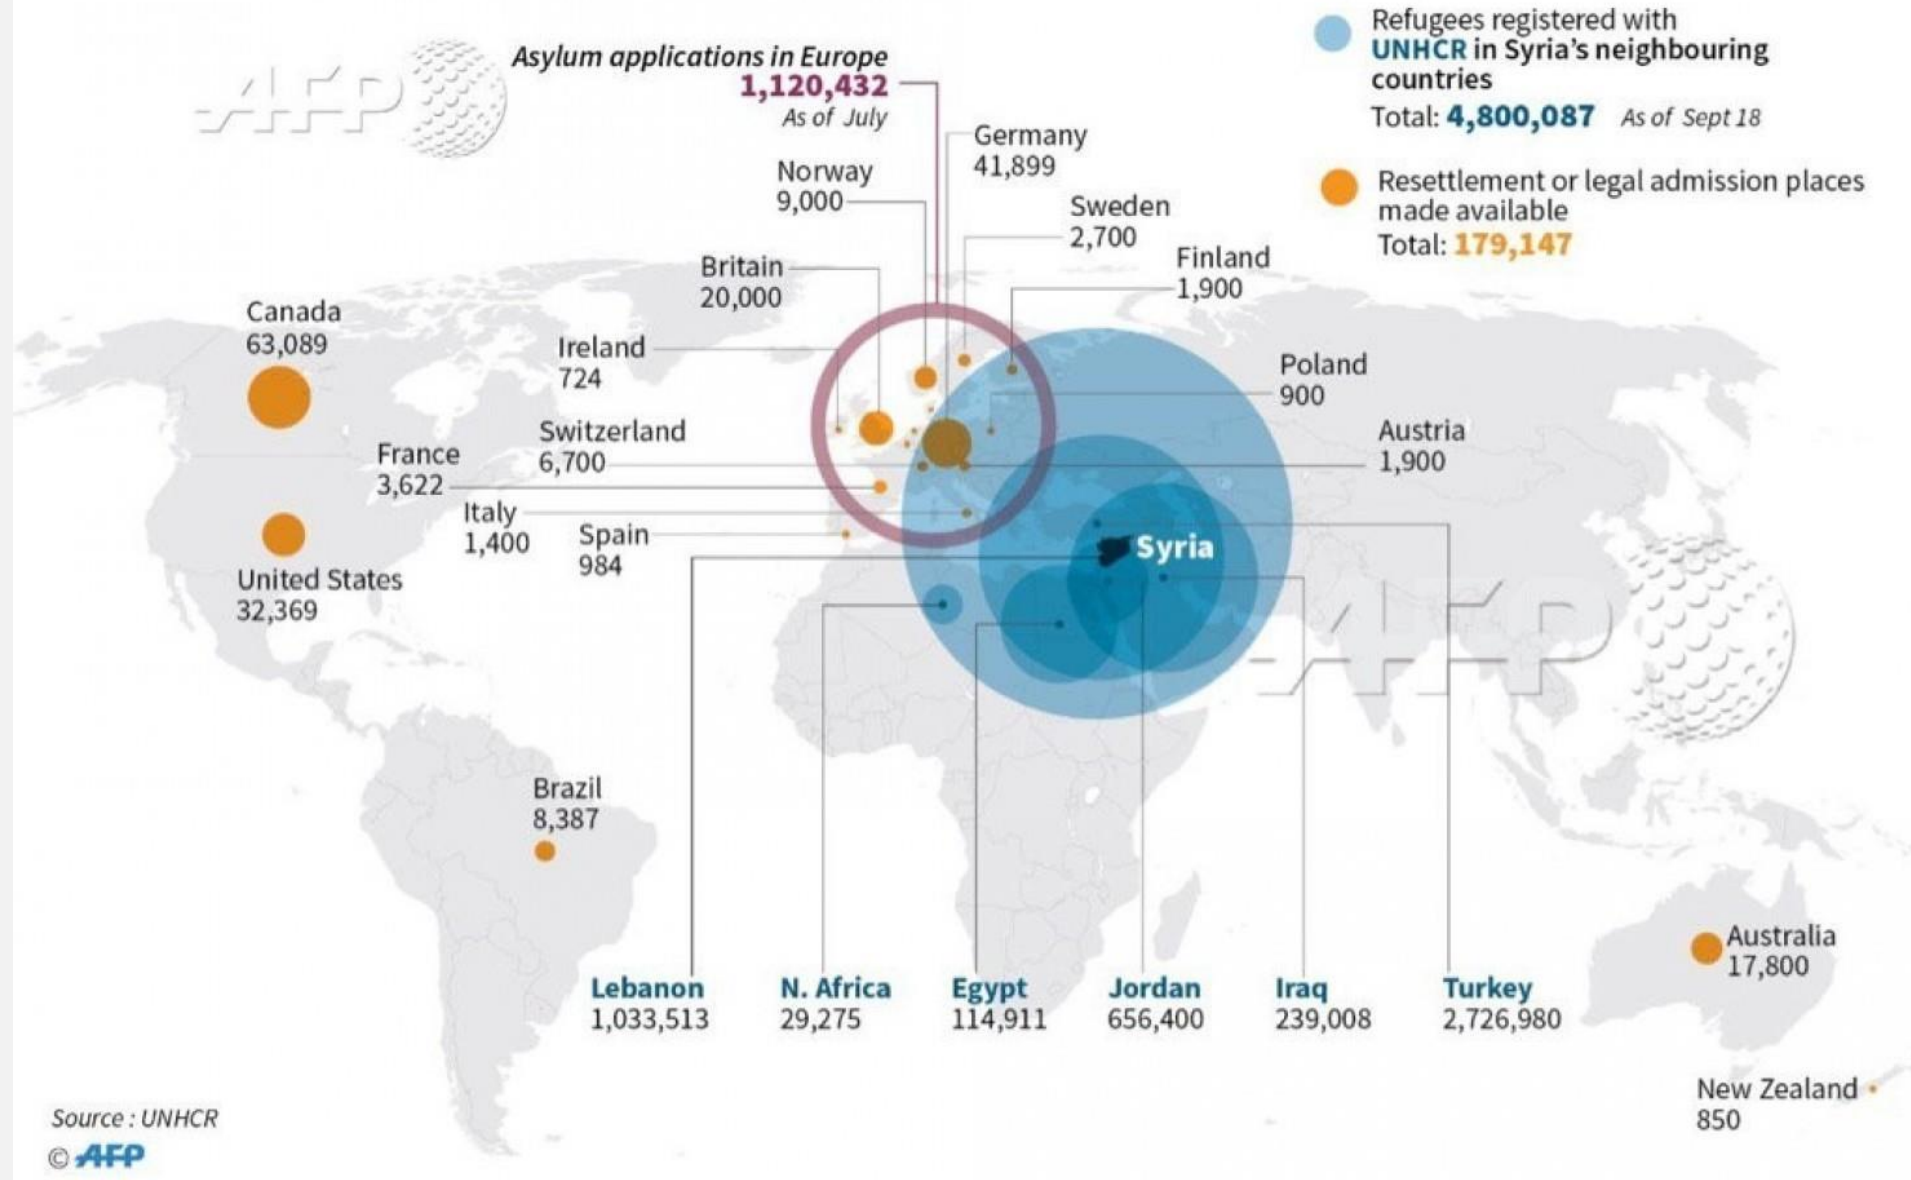 AFP
Asylum applications in Europe
1,120,432
As of July
Refugees registered with
UNHCR in Syria's neighbouring
countries
Total: 4,800,087 As of Sept 18
Resettlement or legal admission places
made available
Total: 179,147
Germany
41,899
Norway
9,000
Sweden
2,700
Finland
1,900
Britain
20,000
Canada
63,089
Ireland
724
Poland
900
Switzerland
6,700
Austria
1,900
France
3,622
Italy
1,400
Spain
984
Syria
United States
32,369
AFP
Brazil
8,387
Australia
17,800
Lebanon
1,033,513
N. Africa
29,275
Egypt
114,911
Jordan
656,400
Iraq
239,008
Turkey
2,726,980
New Zealand
850
Source : UNHCR
© AFP